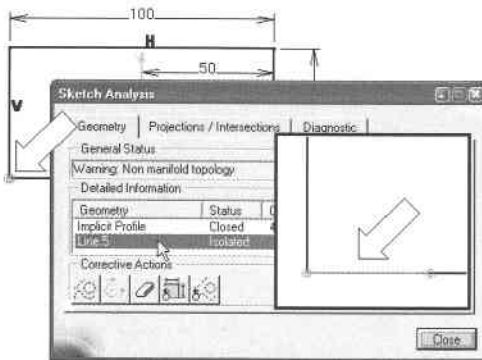 100
H
50
V
Sketch Analysis
Geometry Projections / Intersections Diagnostic
General Status
Warning: Non manifold topology
Detailed Information
Geometry Status
Implicit Profile Closed 4
Line.5 Isolated
Corrective Actions
Close